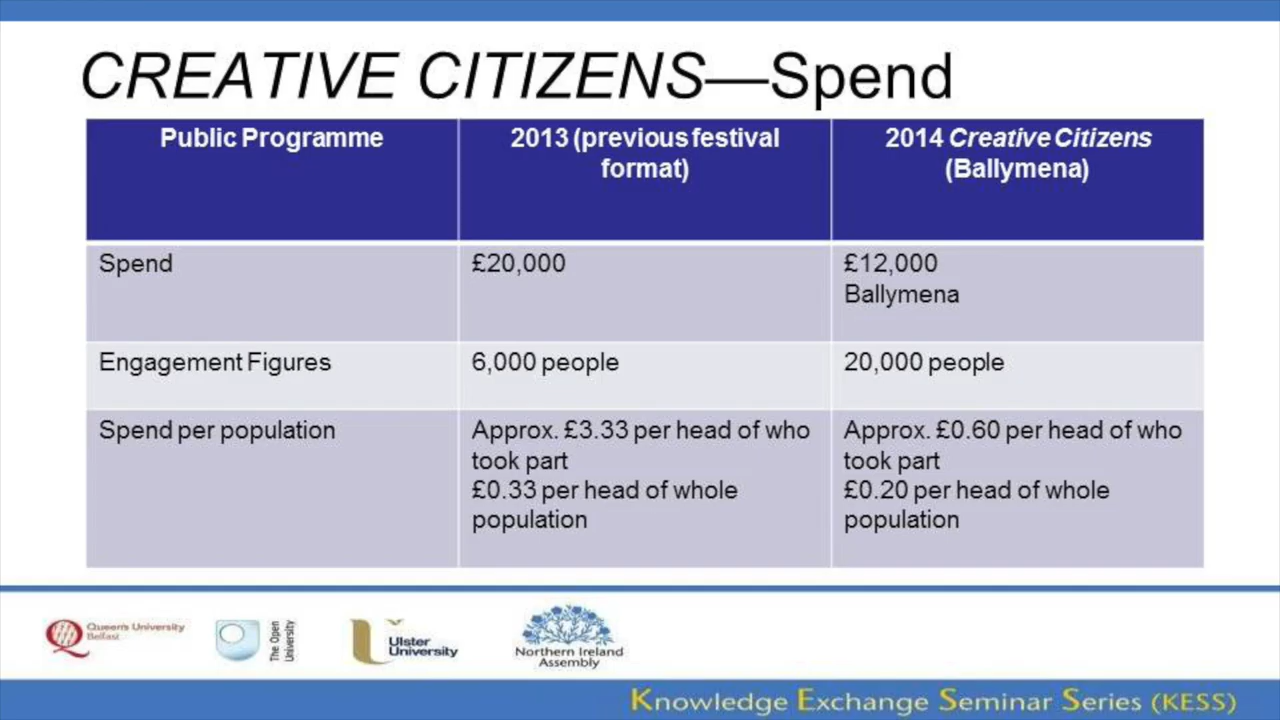 CREATIVE CITIZENS—Spend
Public Programme
2013 (previous festival
format)
2014 Creative Citizens
(Ballymena)
Spend
£20,000
£12,000
Ballymena
Engagement Figures
6,000 people
20,000 people
Spend per population
Approx. £3.33 per head of who
took part
£0.33 per head of whole
population
Approx. £0.60 per head of who
took part
£0.20 per head of whole
population
Queen's University
Belfast
The Open
University
Ulster
University
Northern Ireland
Assembly
Knowledge Exchange Seminar Series (KESS)